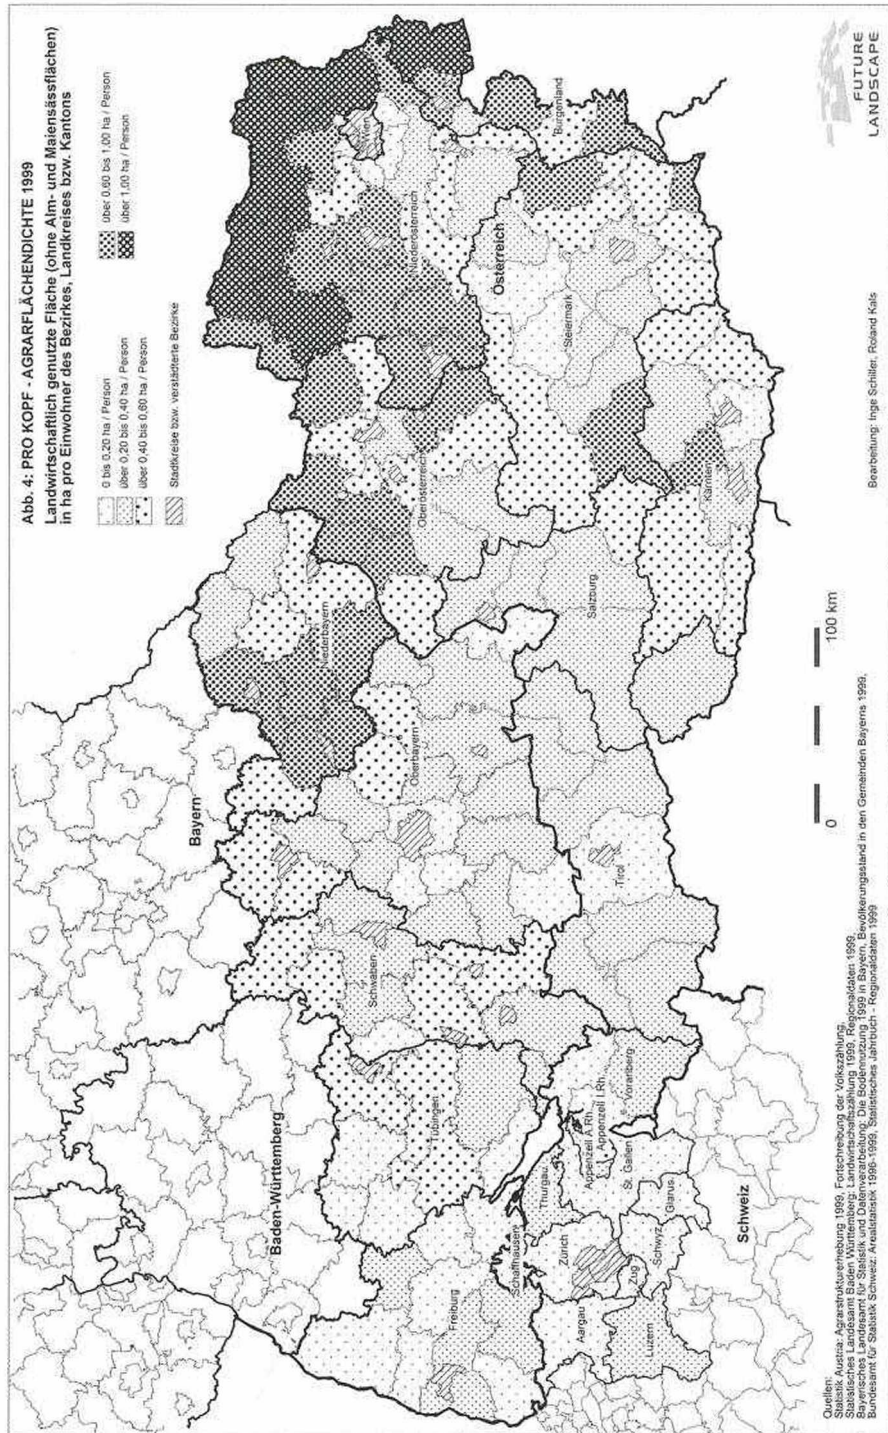 Abb. 4: PRO KOPF - AGRARFLÄCHENDICHTE 1999
Landwirtschaftlich genutzte Fläche (ohne Alm- und Maiensässflächen)
in ha pro Einwohner des Bezirkes, Landkreises bzw. Kantons
0 bis 0,20 ha / Person
über 0,20 bis 0,40 ha / Person
über 0,40 bis 0,60 ha / Person
über 0,60 bis 1,00 ha / Person
über 1,00 ha / Person
Stadtkreise bzw. verstädterte Bezirke
Bayern
Baden-Württemberg
Niederbayern
Oberbayern
Schwaben
Tübingen
Freiburg
Oberösterreich
Niederösterreich
Wien
Burgenland
Österreich
Steiermark
Kärnten
Salzburg
Tirol
Vorarlberg
Schaffhausen
Thurgau
Zürich
Appenzell A.Rh.
Appenzell I.Rh.
St. Gallen
Aargau
Zug
Schwyz
Glarus
Luzern
Schweiz
0
100 km
FUTURE
LANDSCAPE
Bearbeitung: Inge Schiller, Roland Kals
Quellen:
Statistik Austria: Agrarstrukturerhebung 1999, Fortschreibung der Volkszählung,
Statistisches Landesamt Baden Württemberg: Landwirtschaftszählung 1999, Regionaldaten 1999,
Bayerisches Landesamt für Statistik und Datenverarbeitung: Die Bodennutzung 1999 in Bayern, Bevölkerungsstand in den Gemeinden Bayerns 1999,
Bundesamt für Statistik Schweiz: Arealstatistik 1996-1999, Statistisches Jahrbuch - Regionaldaten 1999